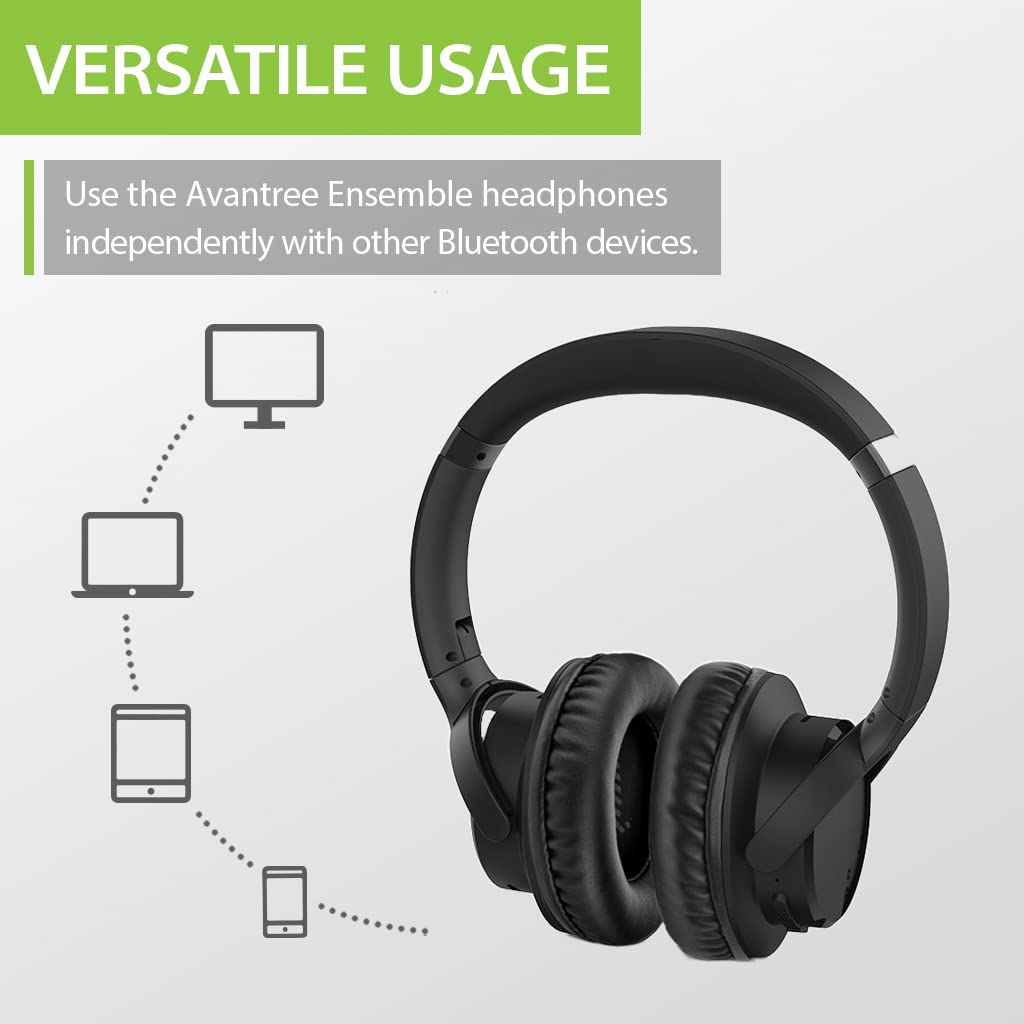 VERSATILE USAGE
Use the Avantree Ensemble headphones
independently with other Bluetooth devices.